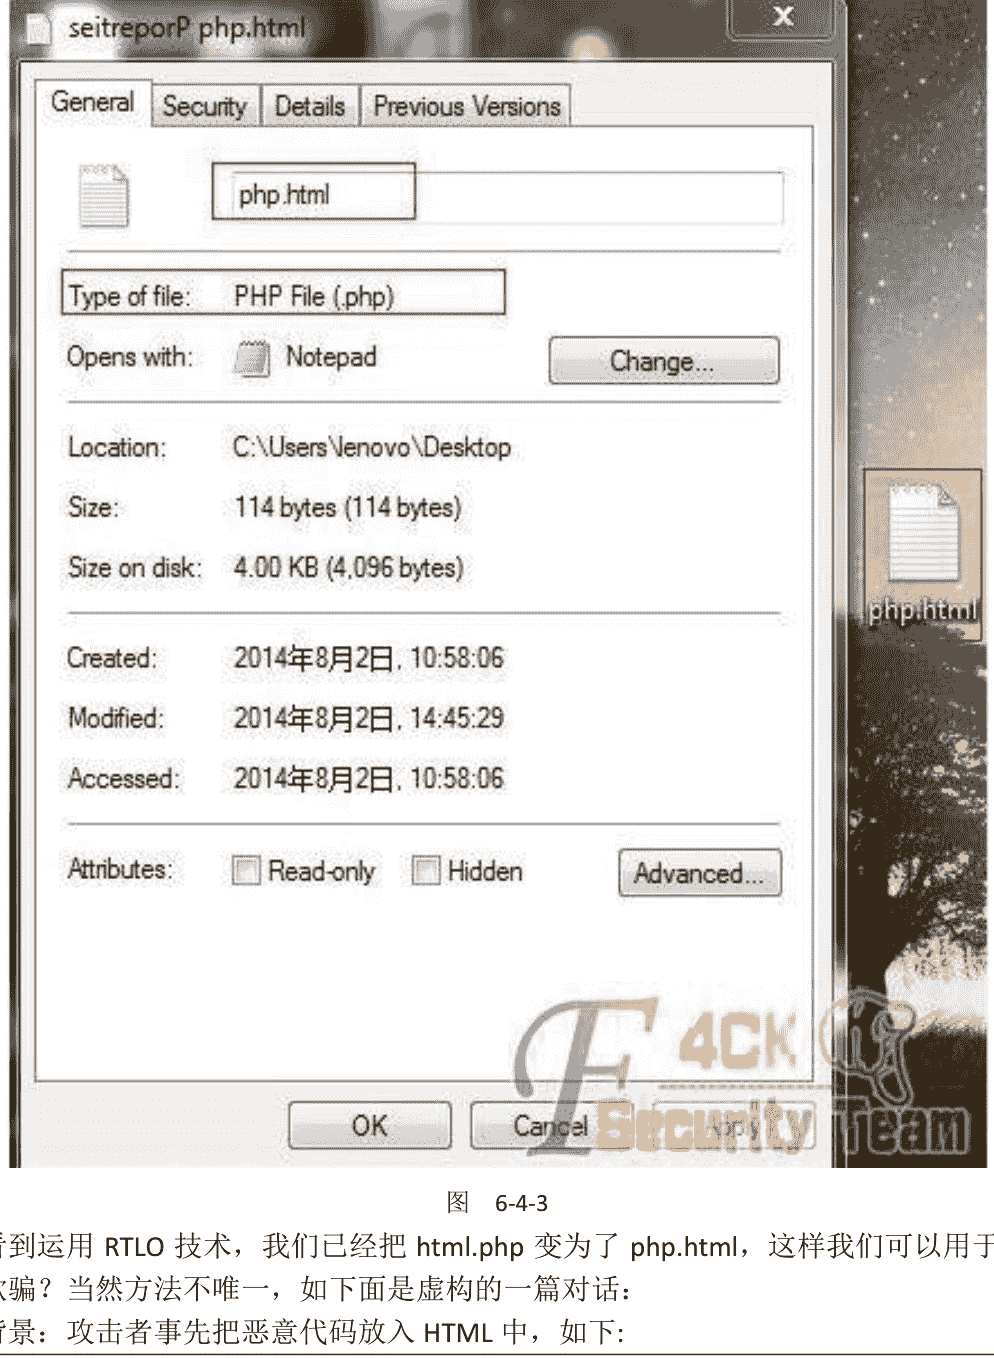 seitreporP php.html
X
General Security Details Previous Versions
php.html
Type of file: PHP File (.php)
Opens with: Notepad Change...
Location: C:\Users\lenovo\Desktop
Size: 114 bytes (114 bytes)
Size on disk: 4.00 KB (4,096 bytes)
php.html
Created: 2014年8月2日, 10:58:06
Modified: 2014年8月2日, 14:45:29
Accessed: 2014年8月2日, 10:58:06
Attributes: Read-only Hidden Advanced...
F4CK
Security Team
OK Cancel Apply
图 6-4-3
看到运用 RTLO 技术，我们已经把 html.php 变为了 php.html，这样我们可以用于
欺骗？当然方法不唯一，如下面是虚构的一篇对话：
背景：攻击者事先把恶意代码放入 HTML 中，如下: